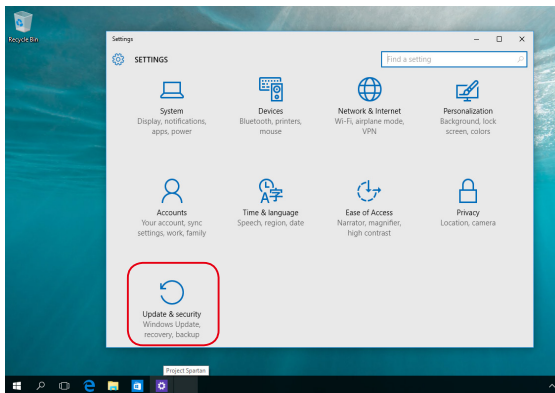 Recycle Bin
Settings
SETTINGS
Find a setting
System
Display, notifications,
apps, power
Devices
Bluetooth, printers,
mouse
Network & Internet
Wi-Fi, airplane mode,
VPN
Personalization
Background, lock
screen, colors
Accounts
Your account, sync
settings, work, family
Time & language
Speech, region, date
Ease of Access
Narrator, magnifier,
high contrast
Privacy
Location, camera
Update & security
Windows Update,
recovery, backup
Project Spartan